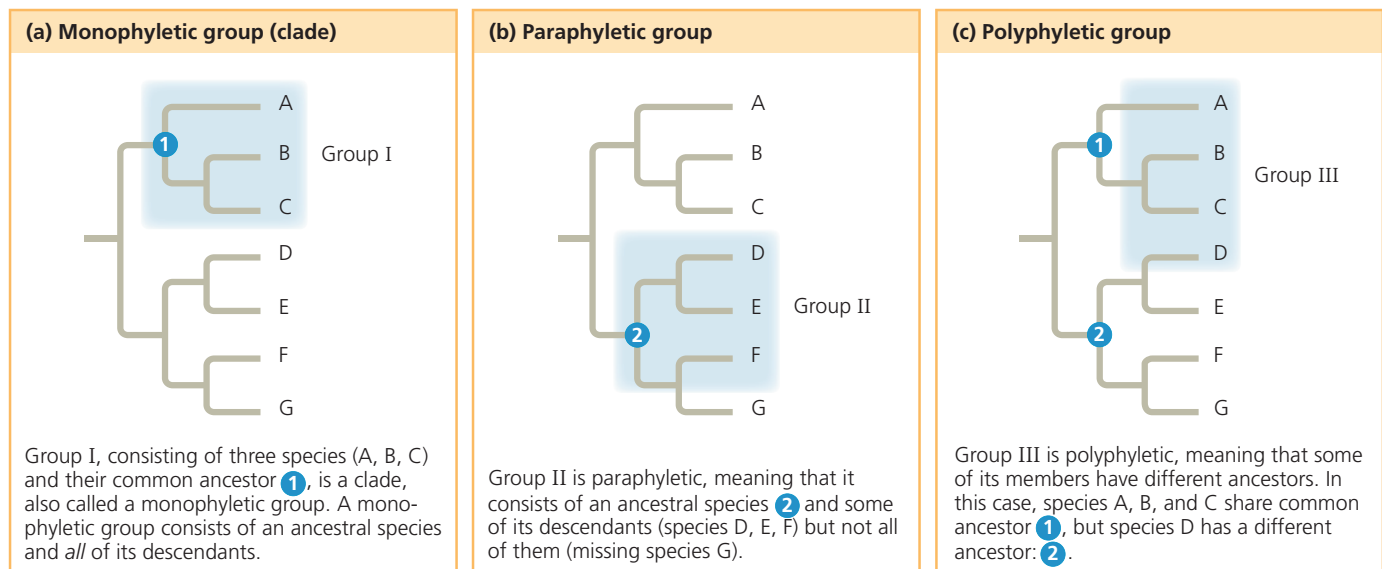 (a) Monophyletic group (clade)
A
1
B
Group I
C
D
E
F
G
Group I, consisting of three species (A, B, C)
and their common ancestor 1, is a clade,
also called a monophyletic group. A mono-
phyletic group consists of an ancestral species
and all of its descendants.
(b) Paraphyletic group
A
B
C
D
E
Group II
2
F
G
Group II is paraphyletic, meaning that it
consists of an ancestral species 2 and some
of its descendants (species D, E, F) but not all
of them (missing species G).
(c) Polyphyletic group
A
1
B
Group III
C
D
E
2
F
G
Group III is polyphyletic, meaning that some
of its members have different ancestors. In
this case, species A, B, and C share common
ancestor 1, but species D has a different
ancestor: 2.